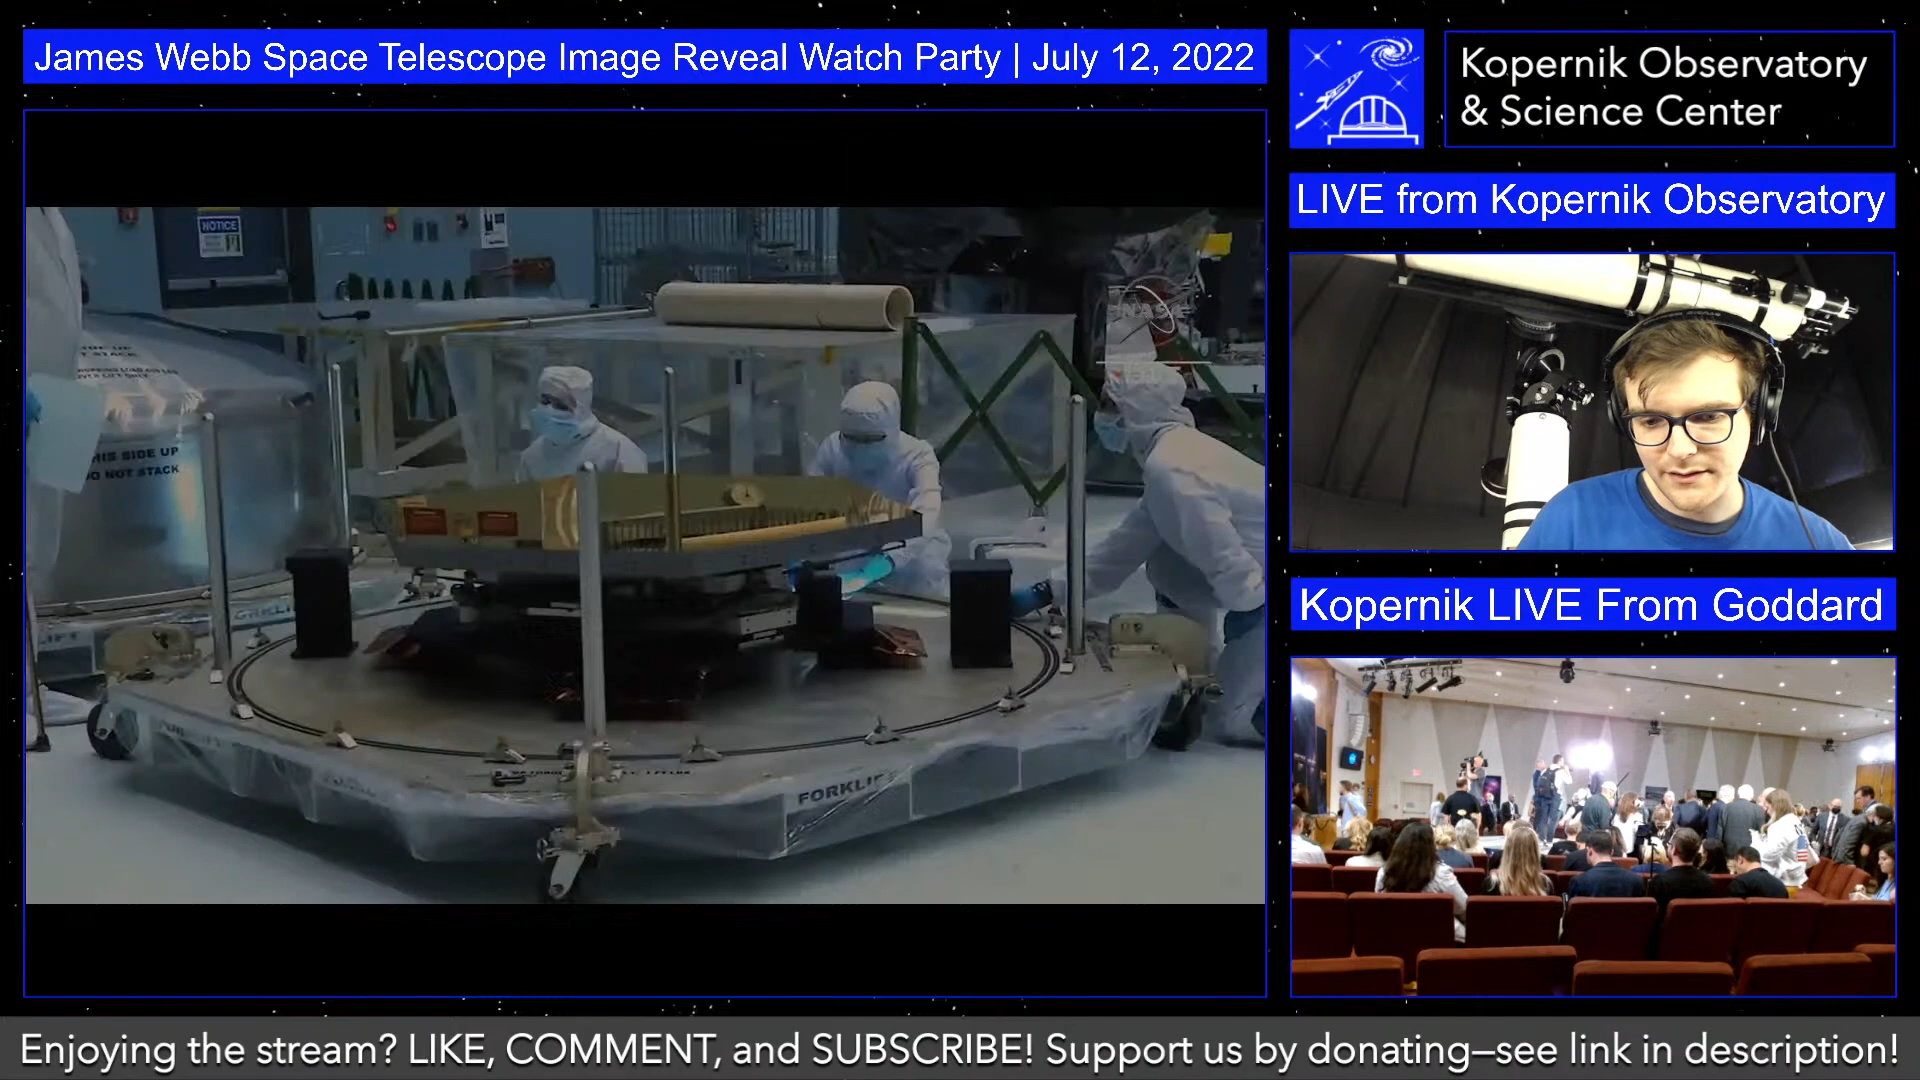 James Webb Space Telescope Image Reveal Watch Party | July 12, 2022
Kopernik Observatory
& Science Center
LIVE from Kopernik Observatory
NOTICE
NASA
THIS SIDE UP
DO NOT STACK
Kopernik LIVE From Goddard
FORKLIFT
Enjoying the stream? LIKE, COMMENT, and SUBSCRIBE! Support us by donating—see link in description!